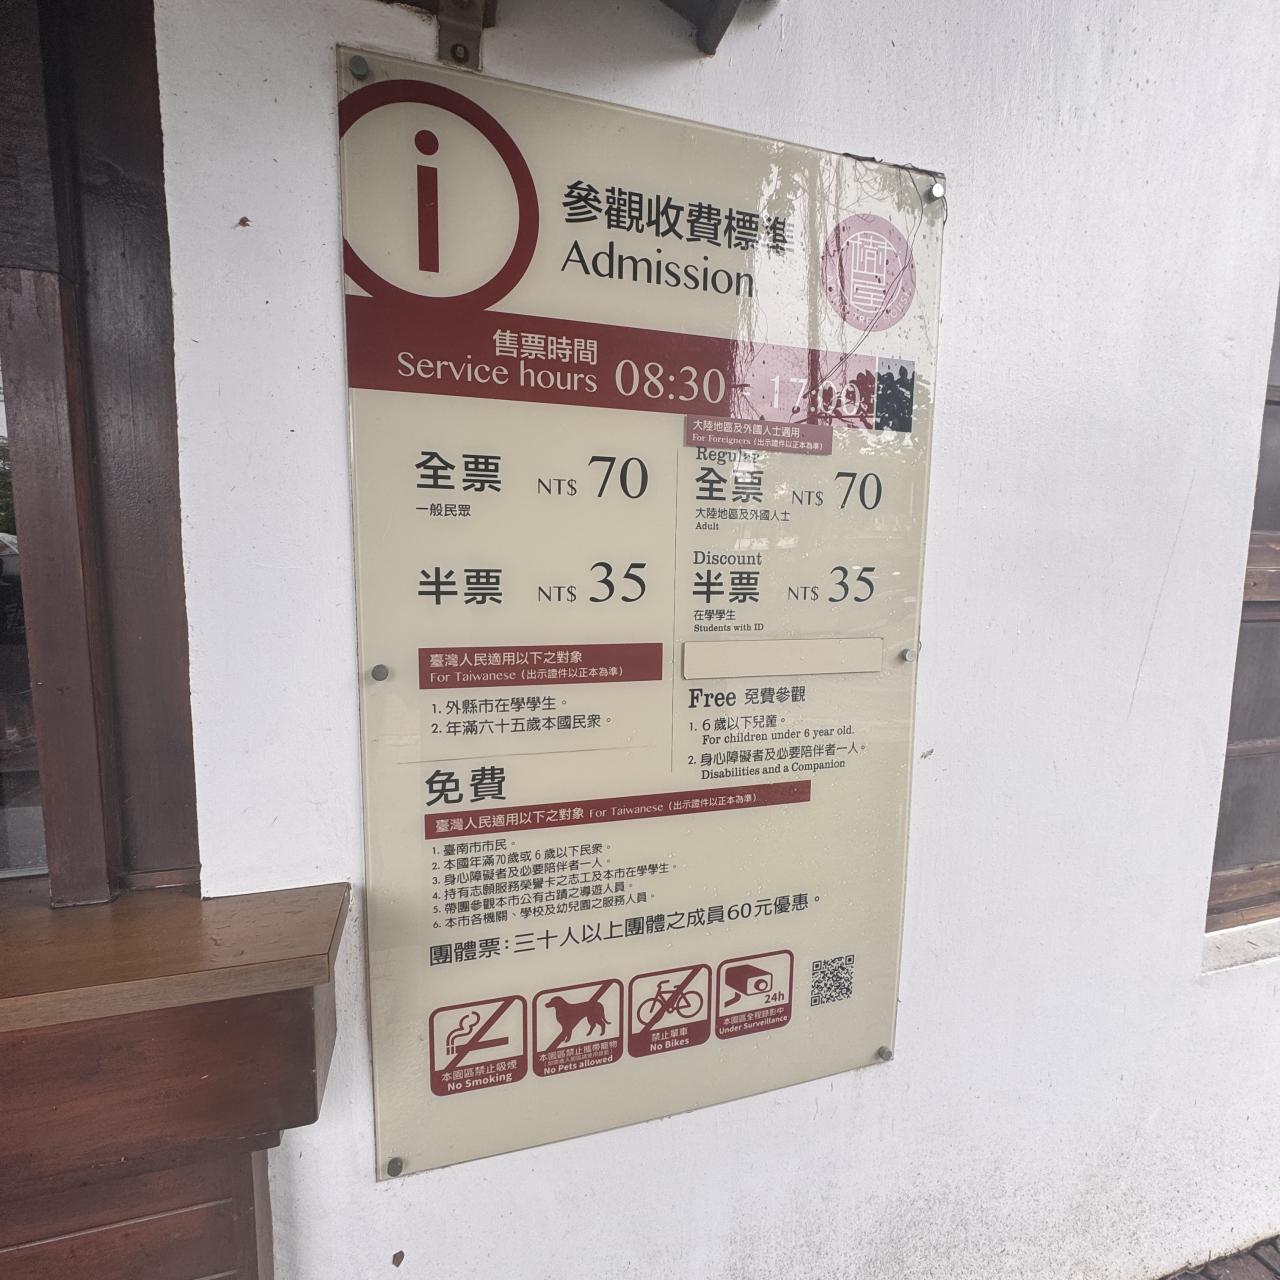 參觀收費標準
Admission
售票時間
Service hours 08:30 - 17:00
全票 NT$ 70
一般民眾
半票 NT$ 35
臺灣人民適用以下之對象
For Taiwanese（出示證件以正本為準）
1. 外縣市在學學生。
2. 年滿六十五歲本國民眾。
大陸地區及外國人士適用
For Foreigners（出示證件以正本為準）
Regular
全票 NT$ 70
大陸地區及外國人士
Adult
Discount
半票 NT$ 35
在學學生
Students with ID
Free 免費參觀
1. 6歲以下兒童。
For children under 6 year old.
2. 身心障礙者及必要陪伴者一人。
Disabilities and a Companion
免費
臺灣人民適用以下之對象 For Taiwanese（出示證件以正本為準）
1. 臺南市市民。
2. 本國年滿70歲或6歲以下民眾。
3. 身心障礙者及必要陪伴者一人。
4. 持有志願服務榮譽卡之志工及本市在學學生。
5. 帶團參觀本市公有古蹟之導遊人員。
6. 本市各機關、學校及幼兒園之服務人員。
團體票：三十人以上團體之成員60元優惠。
本園區禁止吸煙
No Smoking
本園區禁止攜帶寵物
No Pets allowed
禁止單車
No Bikes
24h
本園區全程錄影中
Under Surveillance